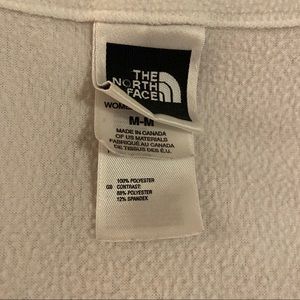 THE
NORTH
FACE
M-M
MADE IN CANADA
OF US MATERIALS
FABRIQUÉ AU CANADA
DE TISSUS DES É.U.
100% POLYESTER
GB CONTRAST:
88% POLYESTER
12% SPANDEX